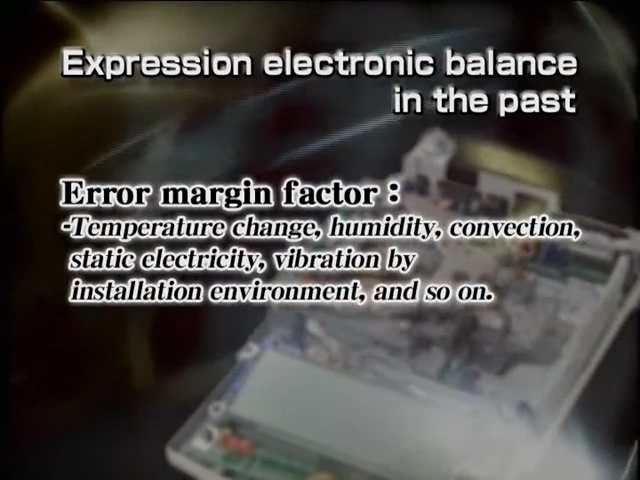 Expression electronic balance
in the past
Error margin factor :
-Temperature change, humidity, convection,
static electricity, vibration by
installation environment, and so on.